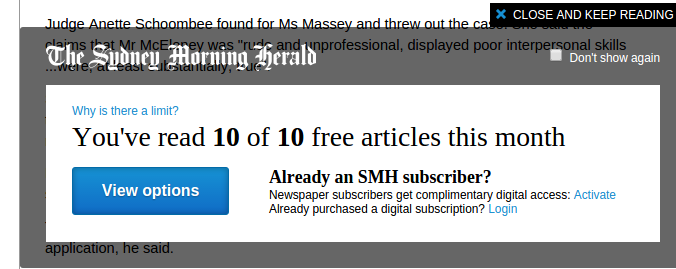 Judge Anette Schoombee found for Ms Massey and threw out the case. She said the
CLOSE AND KEEP READING
claims that Mr McElaney was "rude and unprofessional, displayed poor interpersonal skills
The Sydney Morning Herald
Don't show again
...were, at least substantially, true."
Why is there a limit?
You've read 10 of 10 free articles this month
View options
Already an SMH subscriber?
Newspaper subscribers get complimentary digital access: Activate
Already purchased a digital subscription? Login
application, he said.